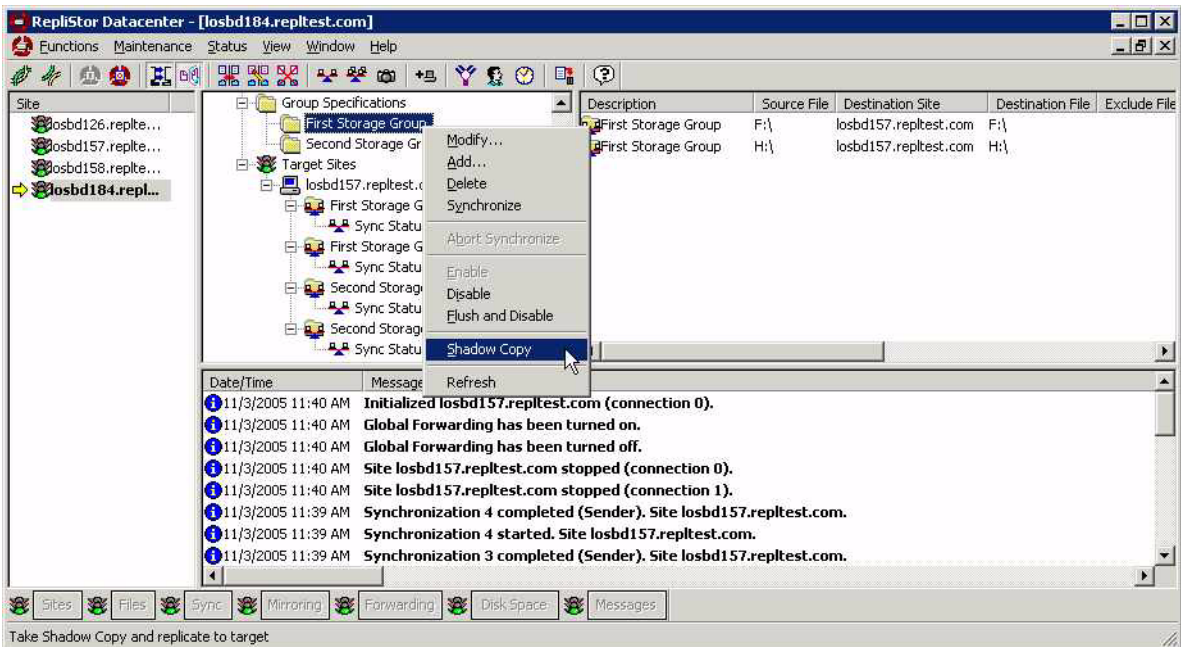 RepliStor Datacenter - [losbd184.repltest.com]
Functions Maintenance Status View Window Help
Site
losbd126.replte...
losbd157.replte...
losbd158.replte...
losbd184.repl...
Group Specifications
First Storage Group
Second Storage Gr
Target Sites
losbd157.repltest.c
First Storage G
Sync Statu
First Storage G
Sync Statu
Second Storag
Sync Statu
Second Storag
Sync Statu
Modify...
Add...
Delete
Synchronize
Abort Synchronize
Enable
Disable
Flush and Disable
Shadow Copy
Refresh
Description Source File Destination Site Destination File Exclude File
First Storage Group F:\ losbd157.repltest.com F:\
First Storage Group H:\ losbd157.repltest.com H:\
Date/Time Message
11/3/2005 11:40 AM Initialized losbd157.repltest.com (connection 0).
11/3/2005 11:40 AM Global Forwarding has been turned on.
11/3/2005 11:40 AM Global Forwarding has been turned off.
11/3/2005 11:40 AM Site losbd157.repltest.com stopped (connection 0).
11/3/2005 11:40 AM Site losbd157.repltest.com stopped (connection 1).
11/3/2005 11:39 AM Synchronization 4 completed (Sender). Site losbd157.repltest.com.
11/3/2005 11:39 AM Synchronization 4 started. Site losbd157.repltest.com.
11/3/2005 11:39 AM Synchronization 3 completed (Sender). Site losbd157.repltest.com.
Sites Files Sync Mirroring Forwarding Disk Space Messages
Take Shadow Copy and replicate to target